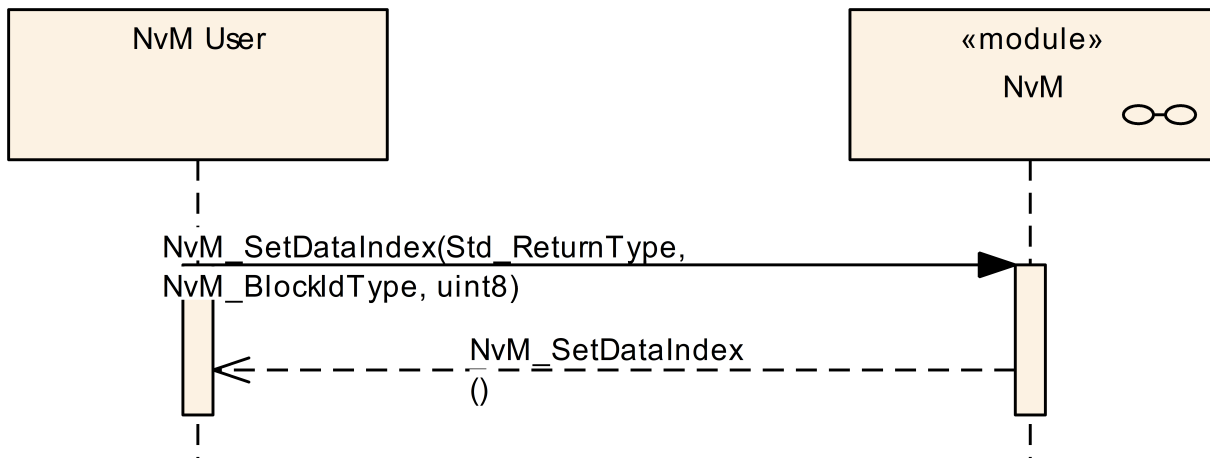 NvM User
«module»
NvM
NvM_SetDataIndex(Std_ReturnType,
NvM_BlockIdType, uint8)
NvM_SetDataIndex
()